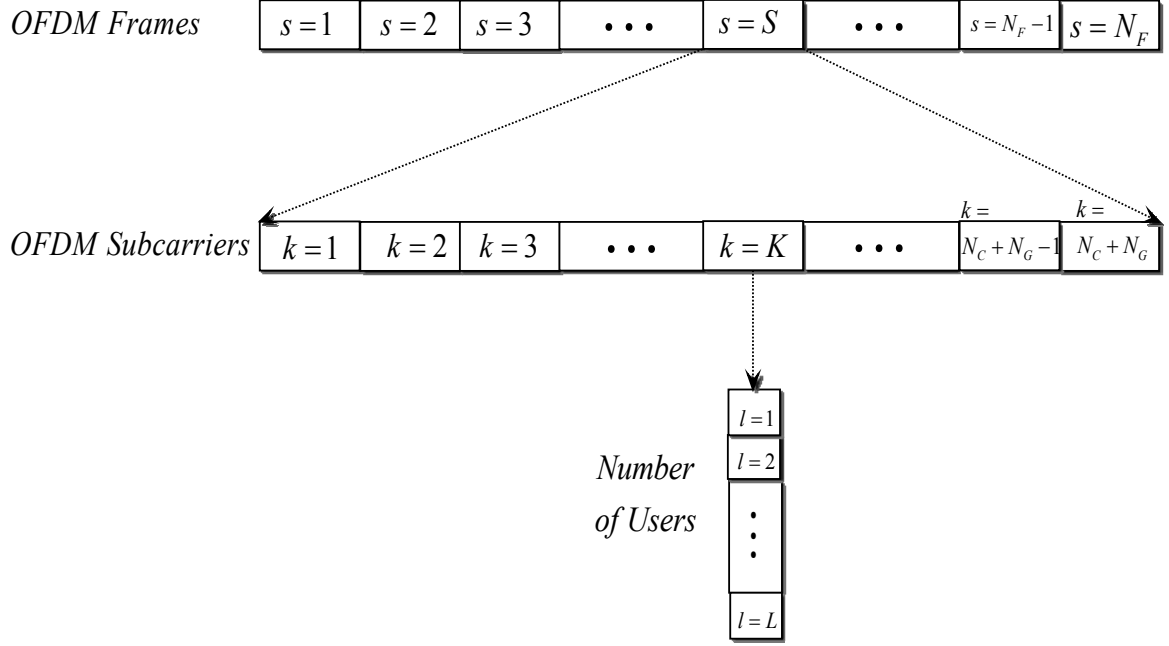 OFDM Frames s = 1 s = 2 s = 3 • • • s = S • • • s = N_F − 1 s = N_F
k = k =
OFDM Subcarriers k = 1 k = 2 k = 3 • • • k = K • • • N_C + N_G − 1 N_C + N_G
l = 1
l = 2
Number
of Users
⋮
l = L